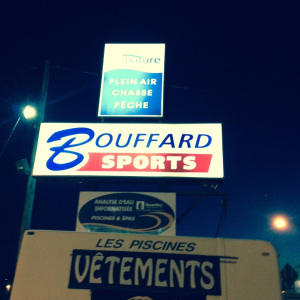 nature
PLEIN AIR
CHASSE
PÊCHE
BOUFFARD
SPORTS
ANALYSE D'EAU
INFORMATISÉE
PISCINES & SPAS
LES PISCINES
VÊTEMENTS